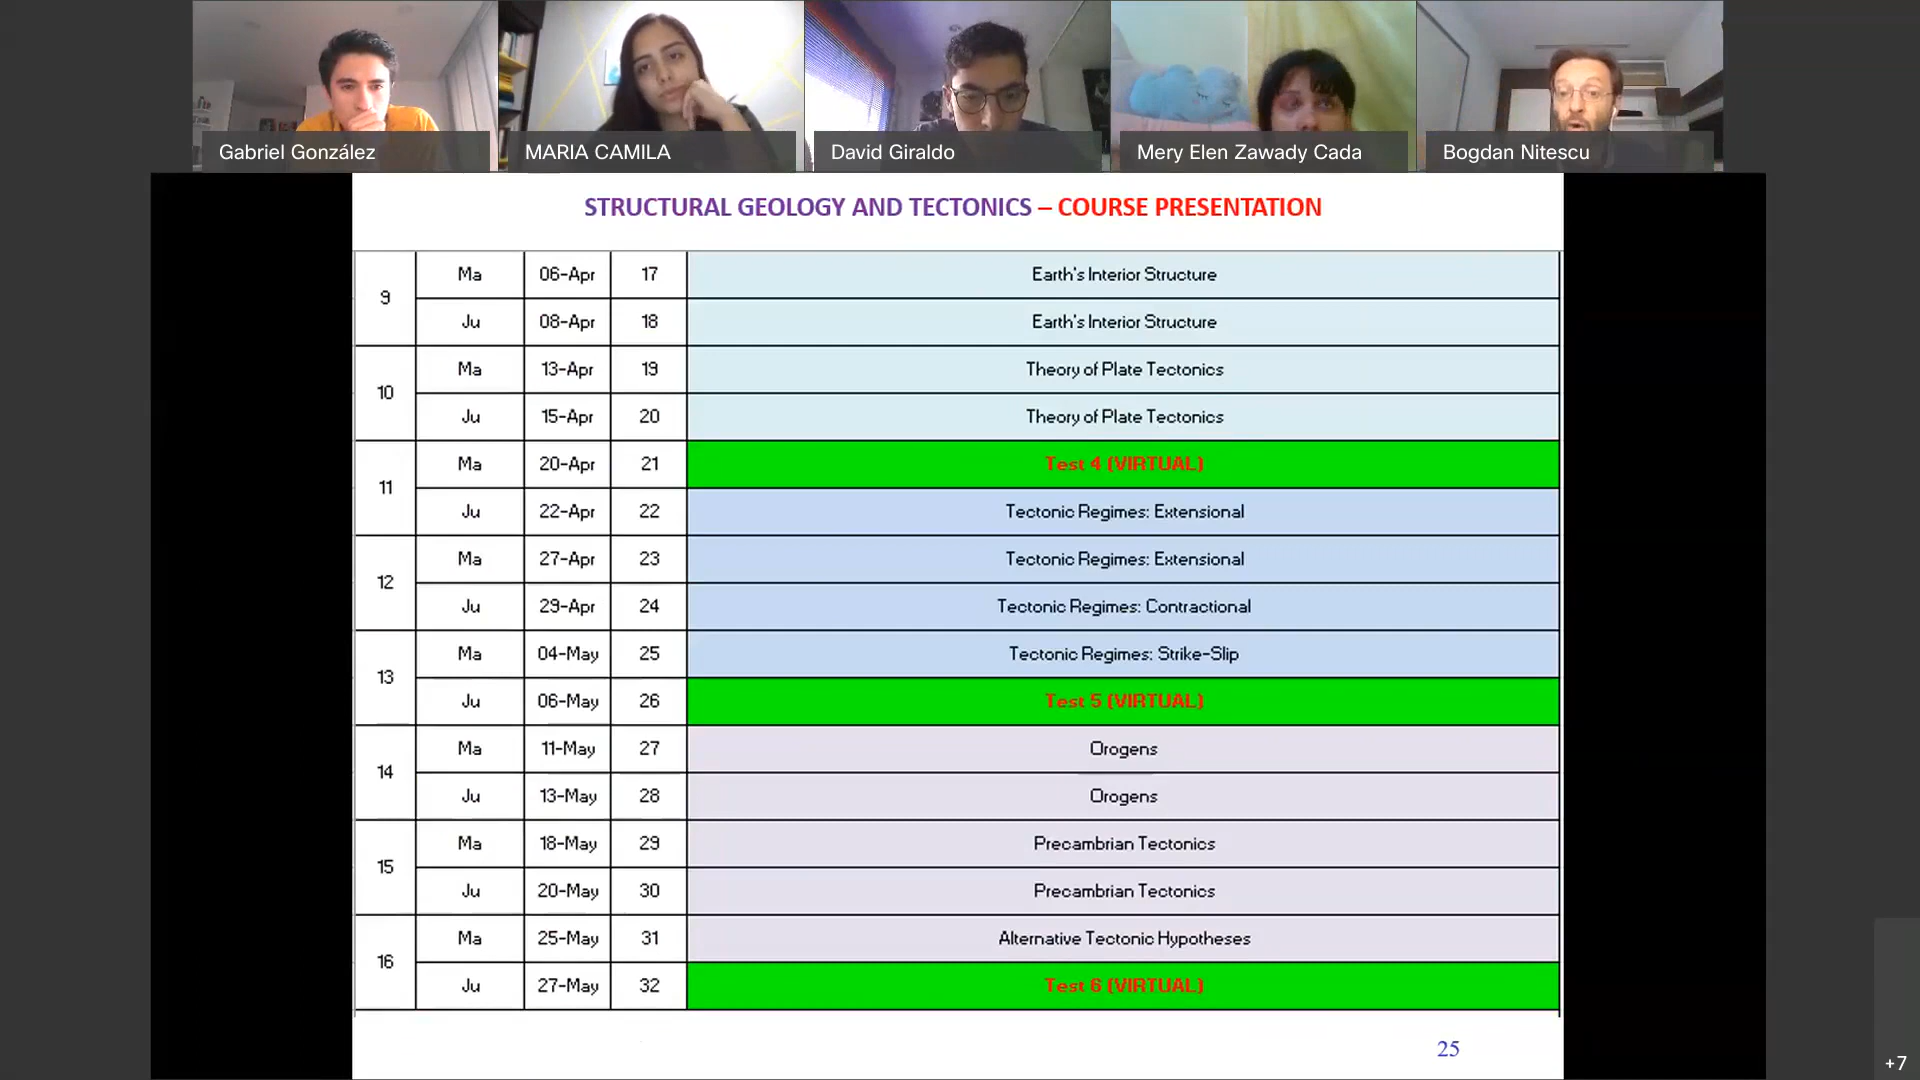 Gabriel González
MARIA CAMILA
David Giraldo
Mery Elen Zawady Cada
Bogdan Nitescu
STRUCTURAL GEOLOGY AND TECTONICS – COURSE PRESENTATION
9
Ma 06-Apr 17 Earth's Interior Structure
Ju 08-Apr 18 Earth's Interior Structure
10
Ma 13-Apr 19 Theory of Plate Tectonics
Ju 15-Apr 20 Theory of Plate Tectonics
11
Ma 20-Apr 21 Test 4 (VIRTUAL)
Ju 22-Apr 22 Tectonic Regimes: Extensional
12
Ma 27-Apr 23 Tectonic Regimes: Extensional
Ju 29-Apr 24 Tectonic Regimes: Contractional
13
Ma 04-May 25 Tectonic Regimes: Strike-Slip
Ju 06-May 26 Test 5 (VIRTUAL)
14
Ma 11-May 27 Orogens
Ju 13-May 28 Orogens
15
Ma 18-May 29 Precambrian Tectonics
Ju 20-May 30 Precambrian Tectonics
16
Ma 25-May 31 Alternative Tectonic Hypotheses
Ju 27-May 32 Test 6 (VIRTUAL)
25
+7